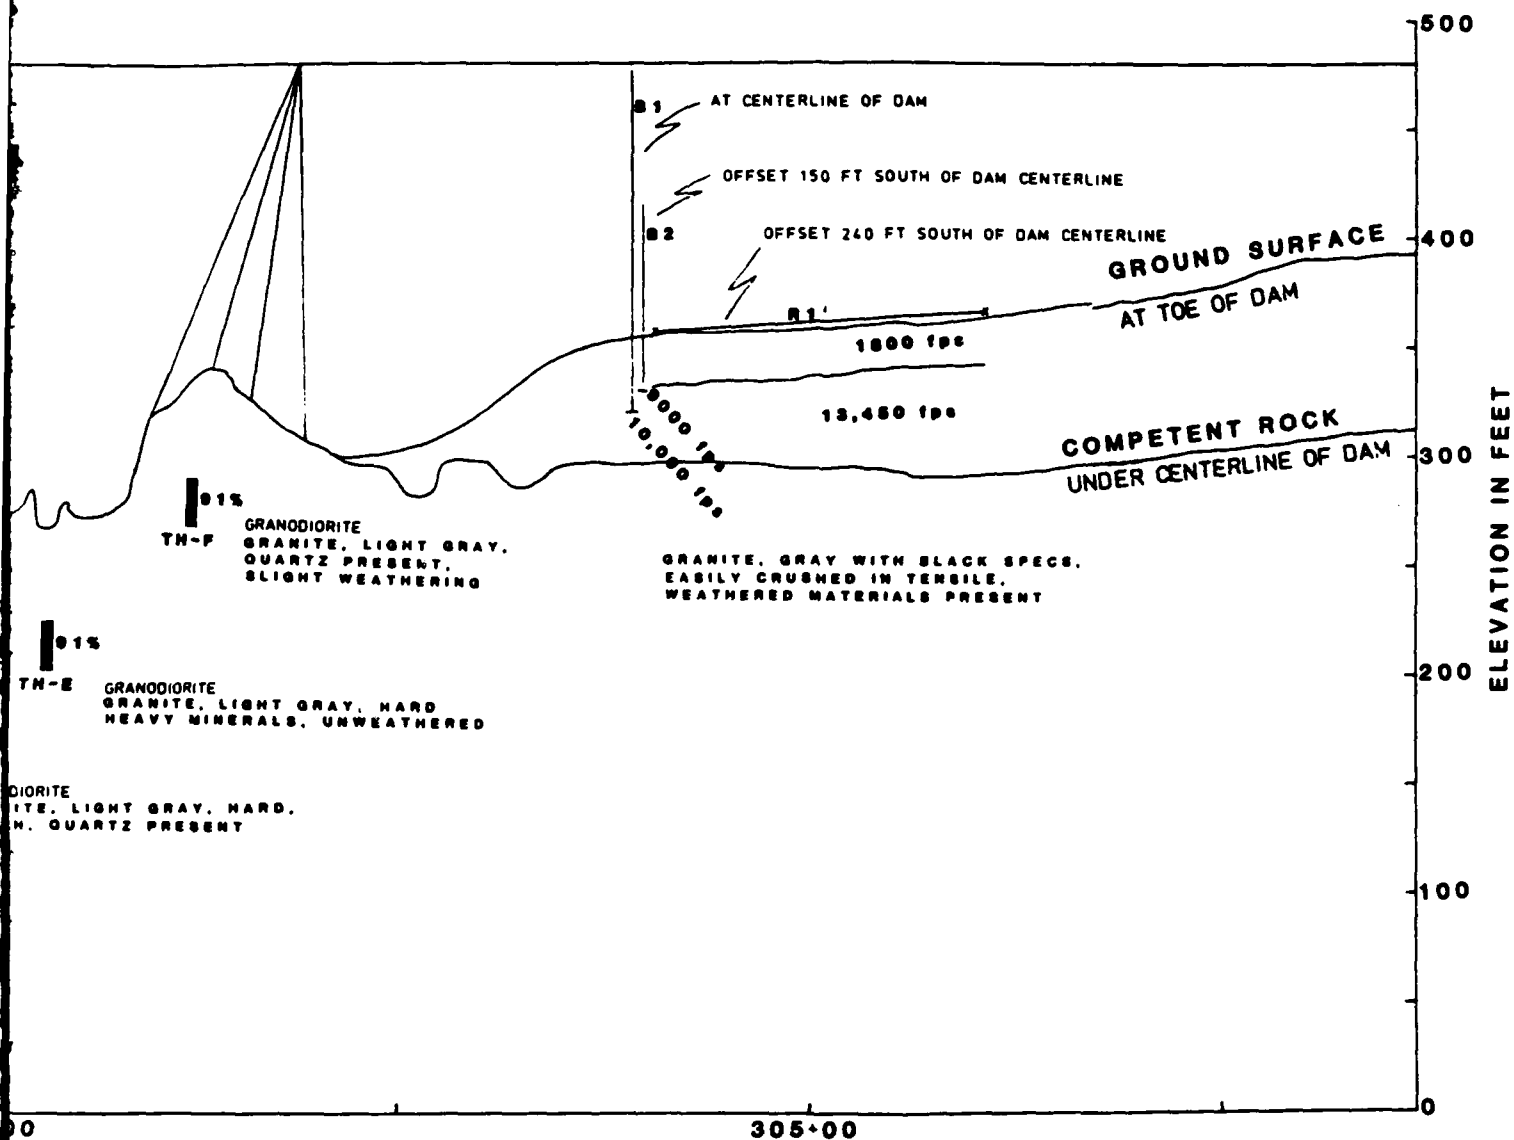 500
B1
AT CENTERLINE OF DAM
OFFSET 150 FT SOUTH OF DAM CENTERLINE
B2
OFFSET 240 FT SOUTH OF DAM CENTERLINE
GROUND SURFACE
400
AT TOE OF DAM
R1'
1800 fps
13,450 fps
9000 fps
10,000 fps
COMPETENT ROCK
300
UNDER CENTERLINE OF DAM
ELEVATION IN FEET
91%
TH-F
GRANODIORITE
GRANITE, LIGHT GRAY,
QUARTZ PRESENT,
SLIGHT WEATHERING
GRANITE, GRAY WITH BLACK SPECS,
EASILY CRUSHED IN TENSILE,
WEATHERED MATERIALS PRESENT
91%
TH-E
GRANODIORITE
GRANITE, LIGHT GRAY, HARD
HEAVY MINERALS, UNWEATHERED
200
DIORITE
ITE, LIGHT GRAY, HARD,
H, QUARTZ PRESENT
100
0
00
305+00